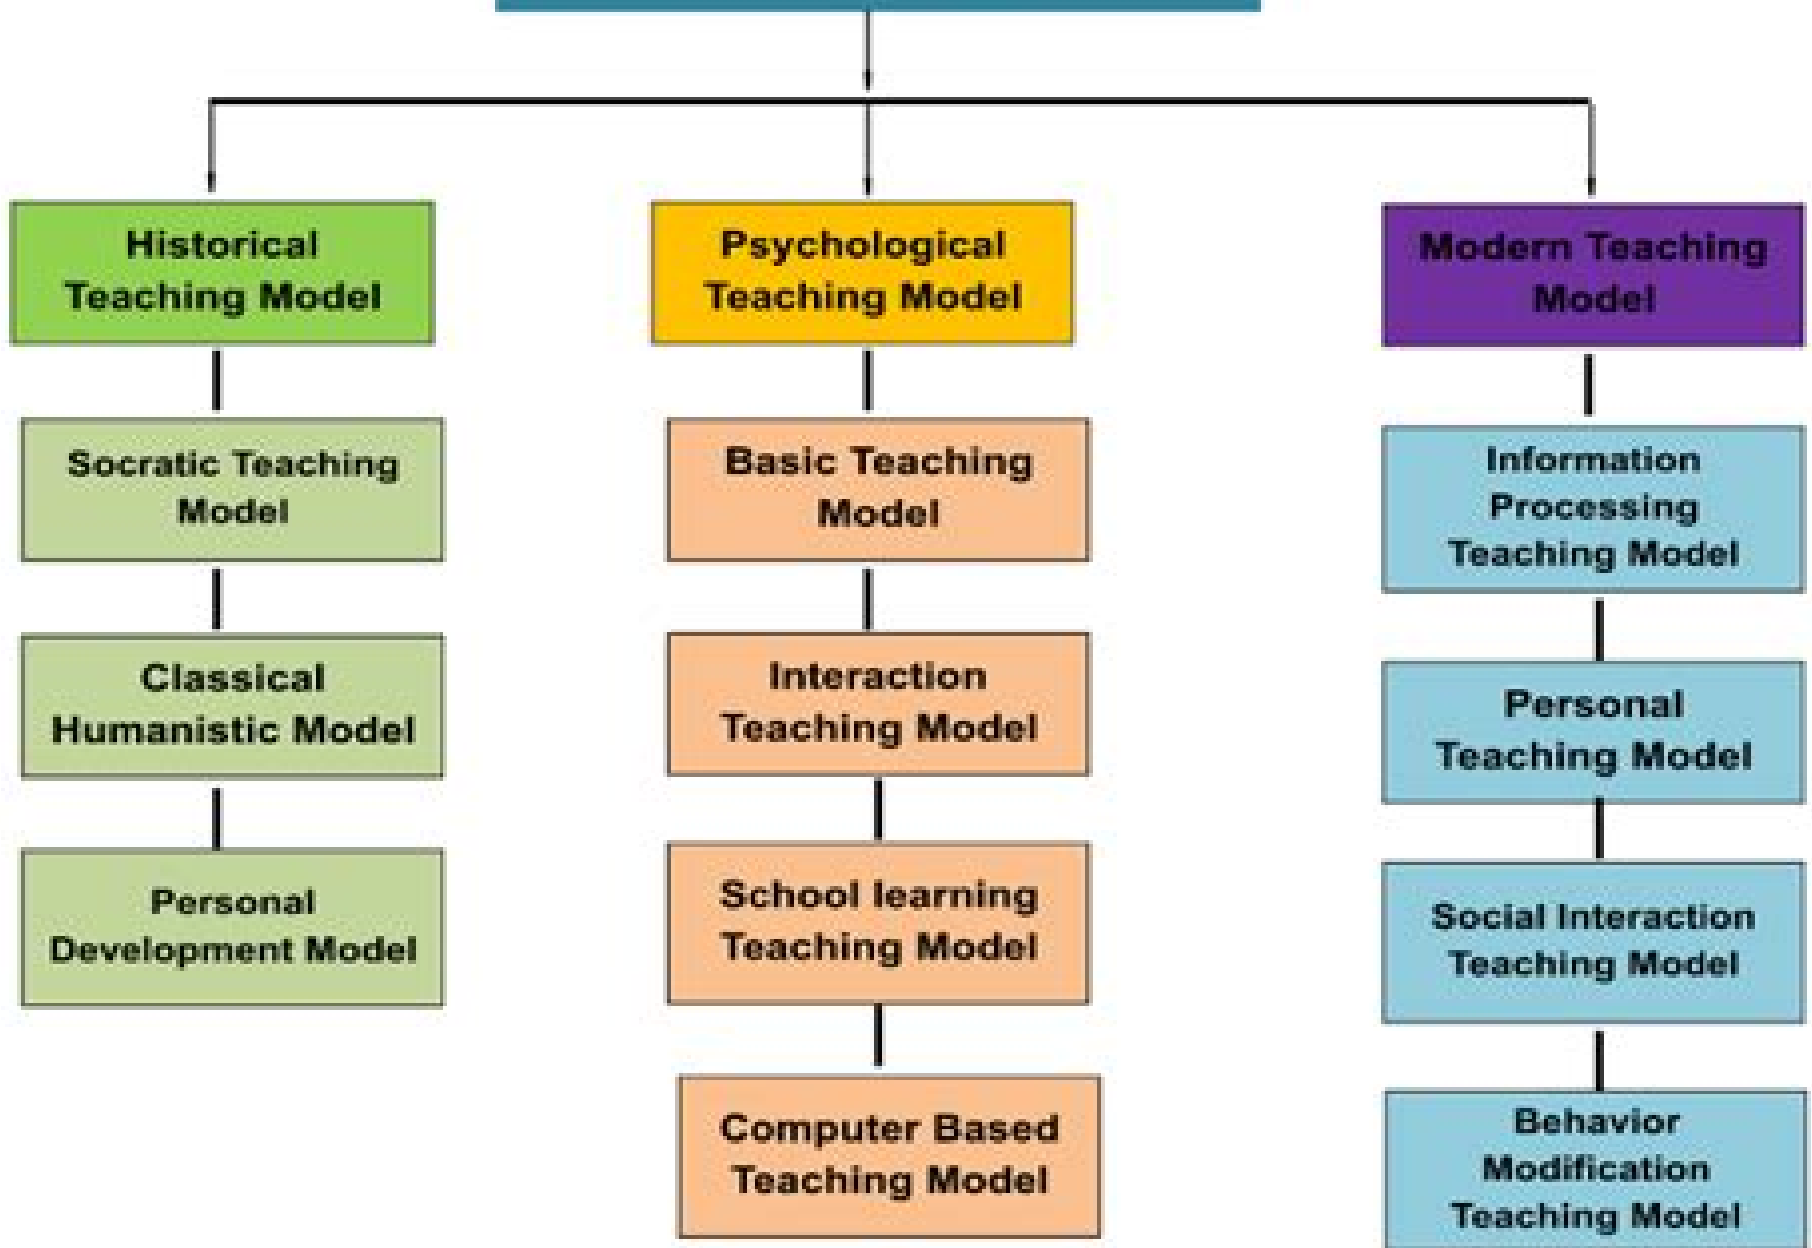 Historical
Teaching Model
Psychological
Teaching Model
Modern Teaching
Model
Socratic Teaching
Model
Basic Teaching
Model
Information
Processing
Teaching Model
Classical
Humanistic Model
Interaction
Teaching Model
Personal
Teaching Model
Personal
Development Model
School learning
Teaching Model
Social Interaction
Teaching Model
Computer Based
Teaching Model
Behavior
Modification
Teaching Model